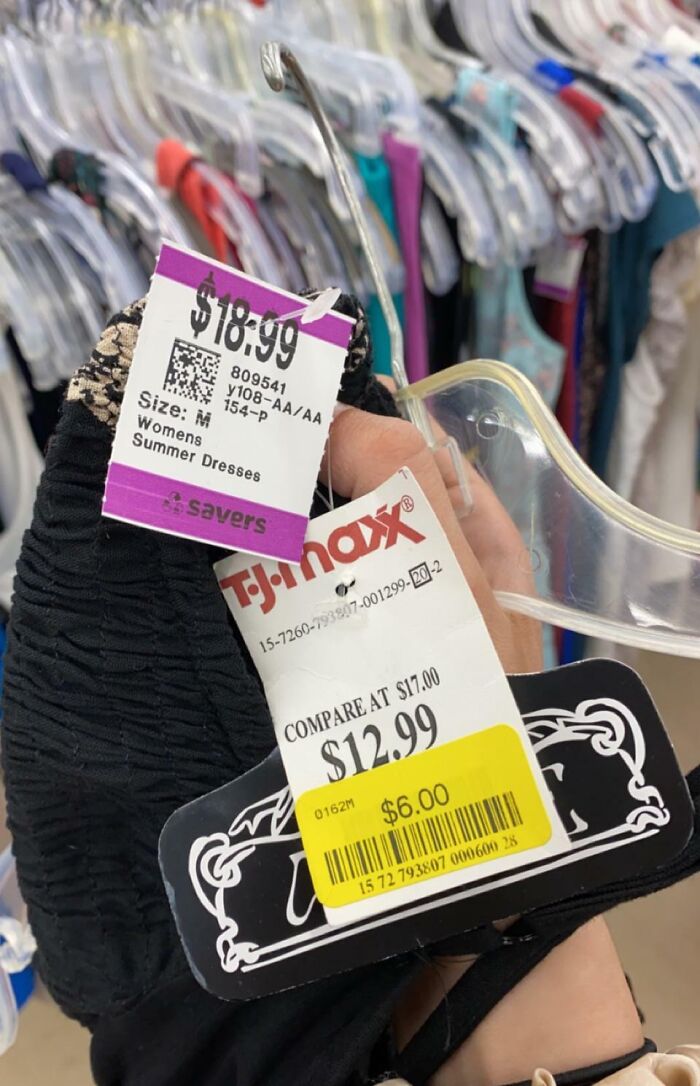 $18.99
809541
y108-AA/AA
154-P
Size: M
Womens
Summer Dresses
savers
T•J•maxx®
15-7260-793807-001299-20-2
COMPARE AT $17.00
$12.99
0162M $6.00
15 72 793807 000600 28